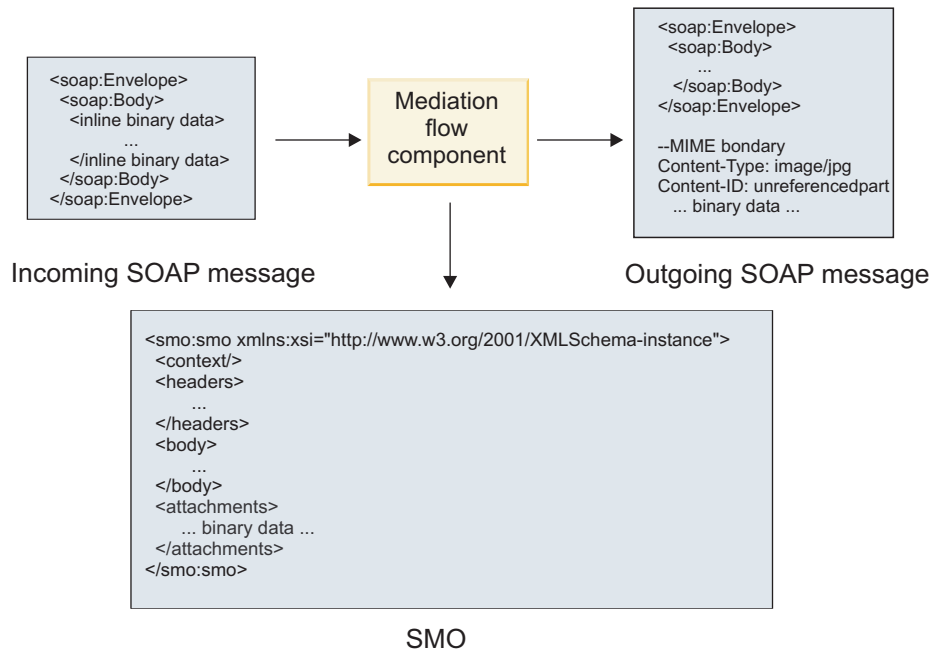 <soap:Envelope>
<soap:Body>
<inline binary data>
...
</inline binary data>
</soap:Body>
</soap:Envelope>
Incoming SOAP message
Mediation
flow
component
<soap:Envelope>
<soap:Body>
...
</soap:Body>
</soap:Envelope>
--MIME bondary
Content-Type: image/jpg
Content-ID: unreferencedpart
... binary data ...
Outgoing SOAP message
<smo:smo xmlns:xsi="http://www.w3.org/2001/XMLSchema-instance">
<context/>
<headers>
...
</headers>
<body>
...
</body>
<attachments>
... binary data ...
</attachments>
</smo:smo>
SMO